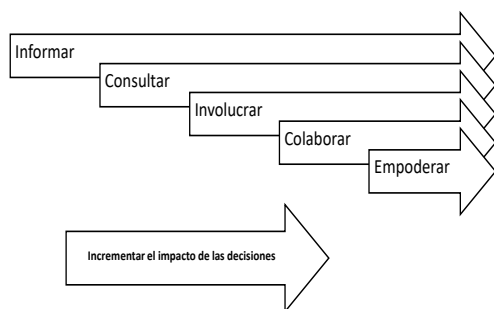 Informar
Consultar
Involucrar
Colaborar
Empoderar
Incrementar el impacto de las decisiones